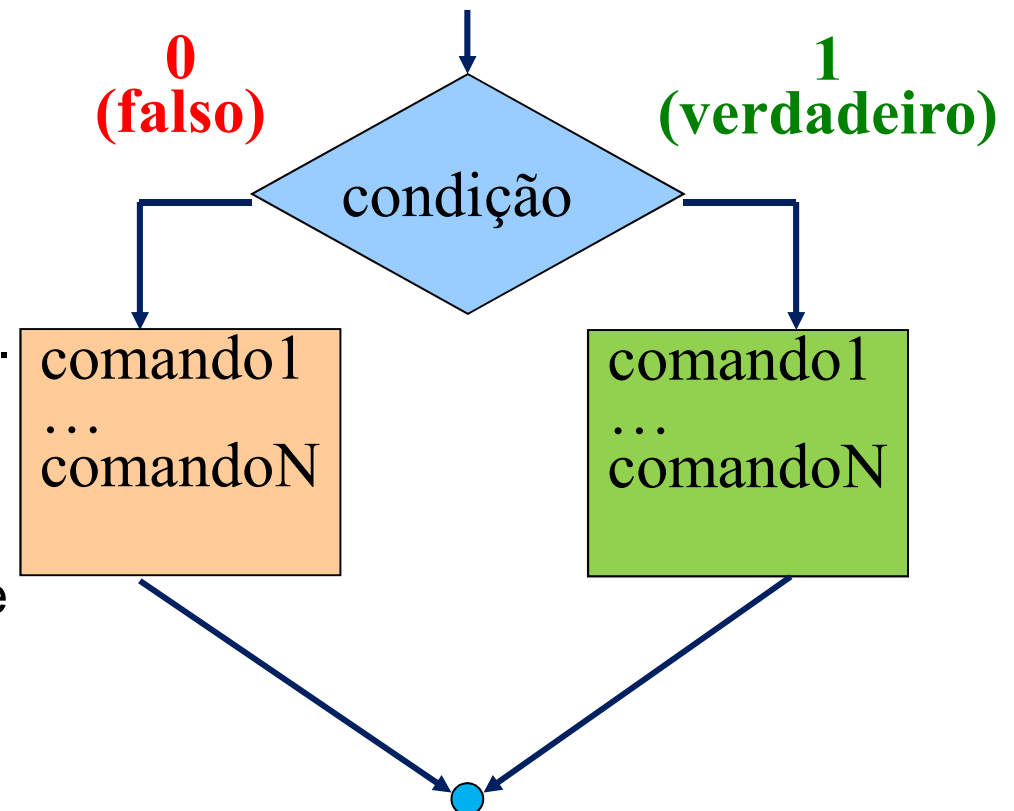 0
(falso)
1
(verdadeiro)
condição
.
comando1
…
comandoN
comando1
…
comandoN
e